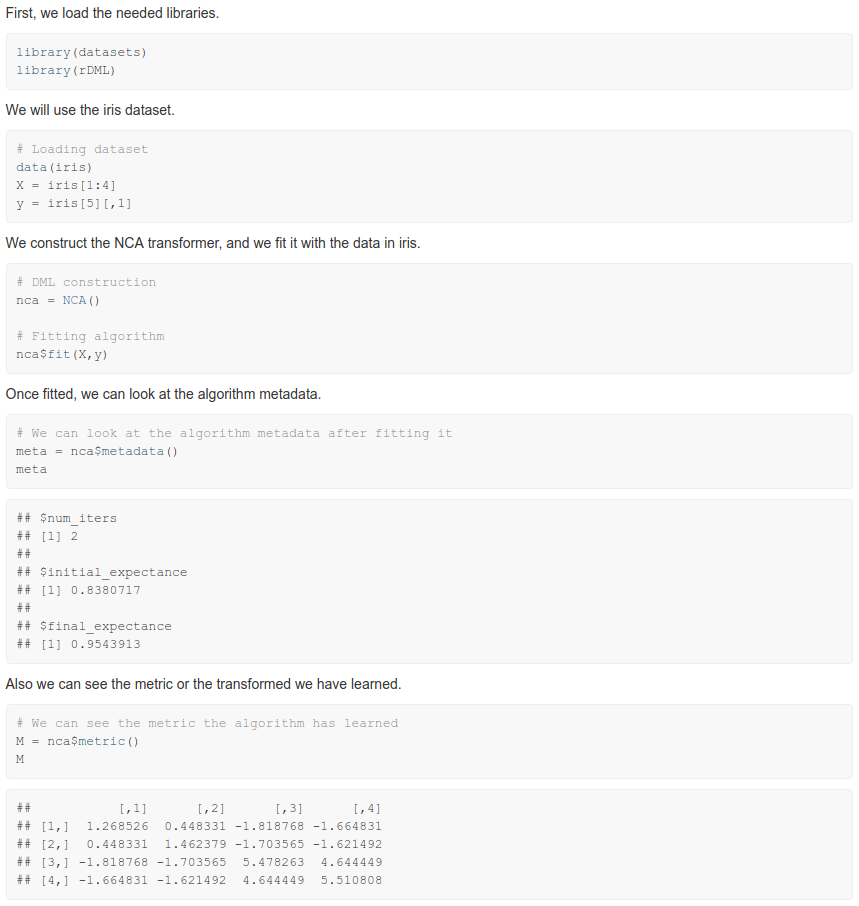 First, we load the needed libraries.
library(datasets)
library(rDML)
We will use the iris dataset.
# Loading dataset
data(iris)
X = iris[1:4]
y = iris[5][,1]
We construct the NCA transformer, and we fit it with the data in iris.
# DML construction
nca = NCA()
# Fitting algorithm
nca$fit(X,y)
Once fitted, we can look at the algorithm metadata.
# We can look at the algorithm metadata after fitting it
meta = nca$metadata()
meta
## $num_iters
## [1] 2
##
## $initial_expectance
## [1] 0.8380717
##
## $final_expectance
## [1] 0.9543913
Also we can see the metric or the transformed we have learned.
# We can see the metric the algorithm has learned
M = nca$metric()
M
##           [,1]      [,2]      [,3]      [,4]
## [1,]  1.268526  0.448331 -1.818768 -1.664831
## [2,]  0.448331  1.462379 -1.703565 -1.621492
## [3,] -1.818768 -1.703565  5.478263  4.644449
## [4,] -1.664831 -1.621492  4.644449  5.510808